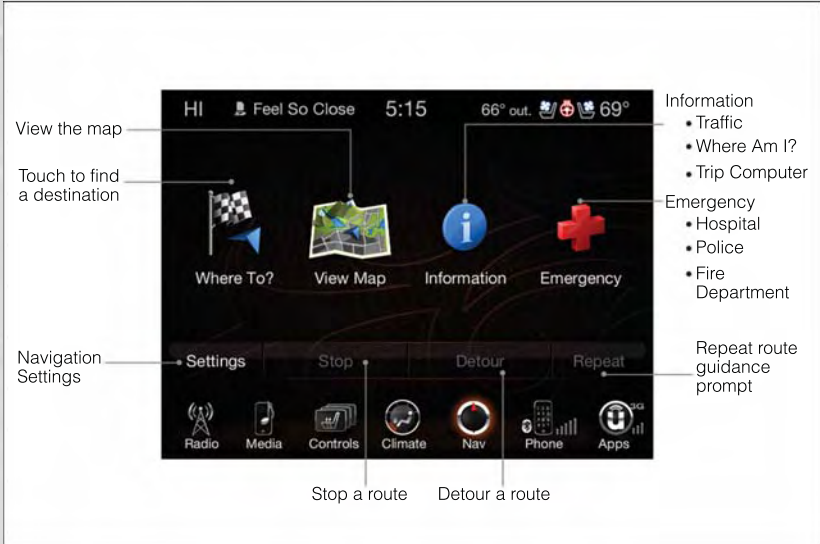 HI Feel So Close 5:15 66° out. 69°
View the map
Touch to find
a destination
Information
• Traffic
• Where Am I?
• Trip Computer
Emergency
• Hospital
• Police
• Fire
Department
Where To? View Map Information Emergency
Navigation
Settings
Settings Stop Detour Repeat
Repeat route
guidance
prompt
3G
Radio Media Controls Climate Nav Phone Apps
Stop a route Detour a route